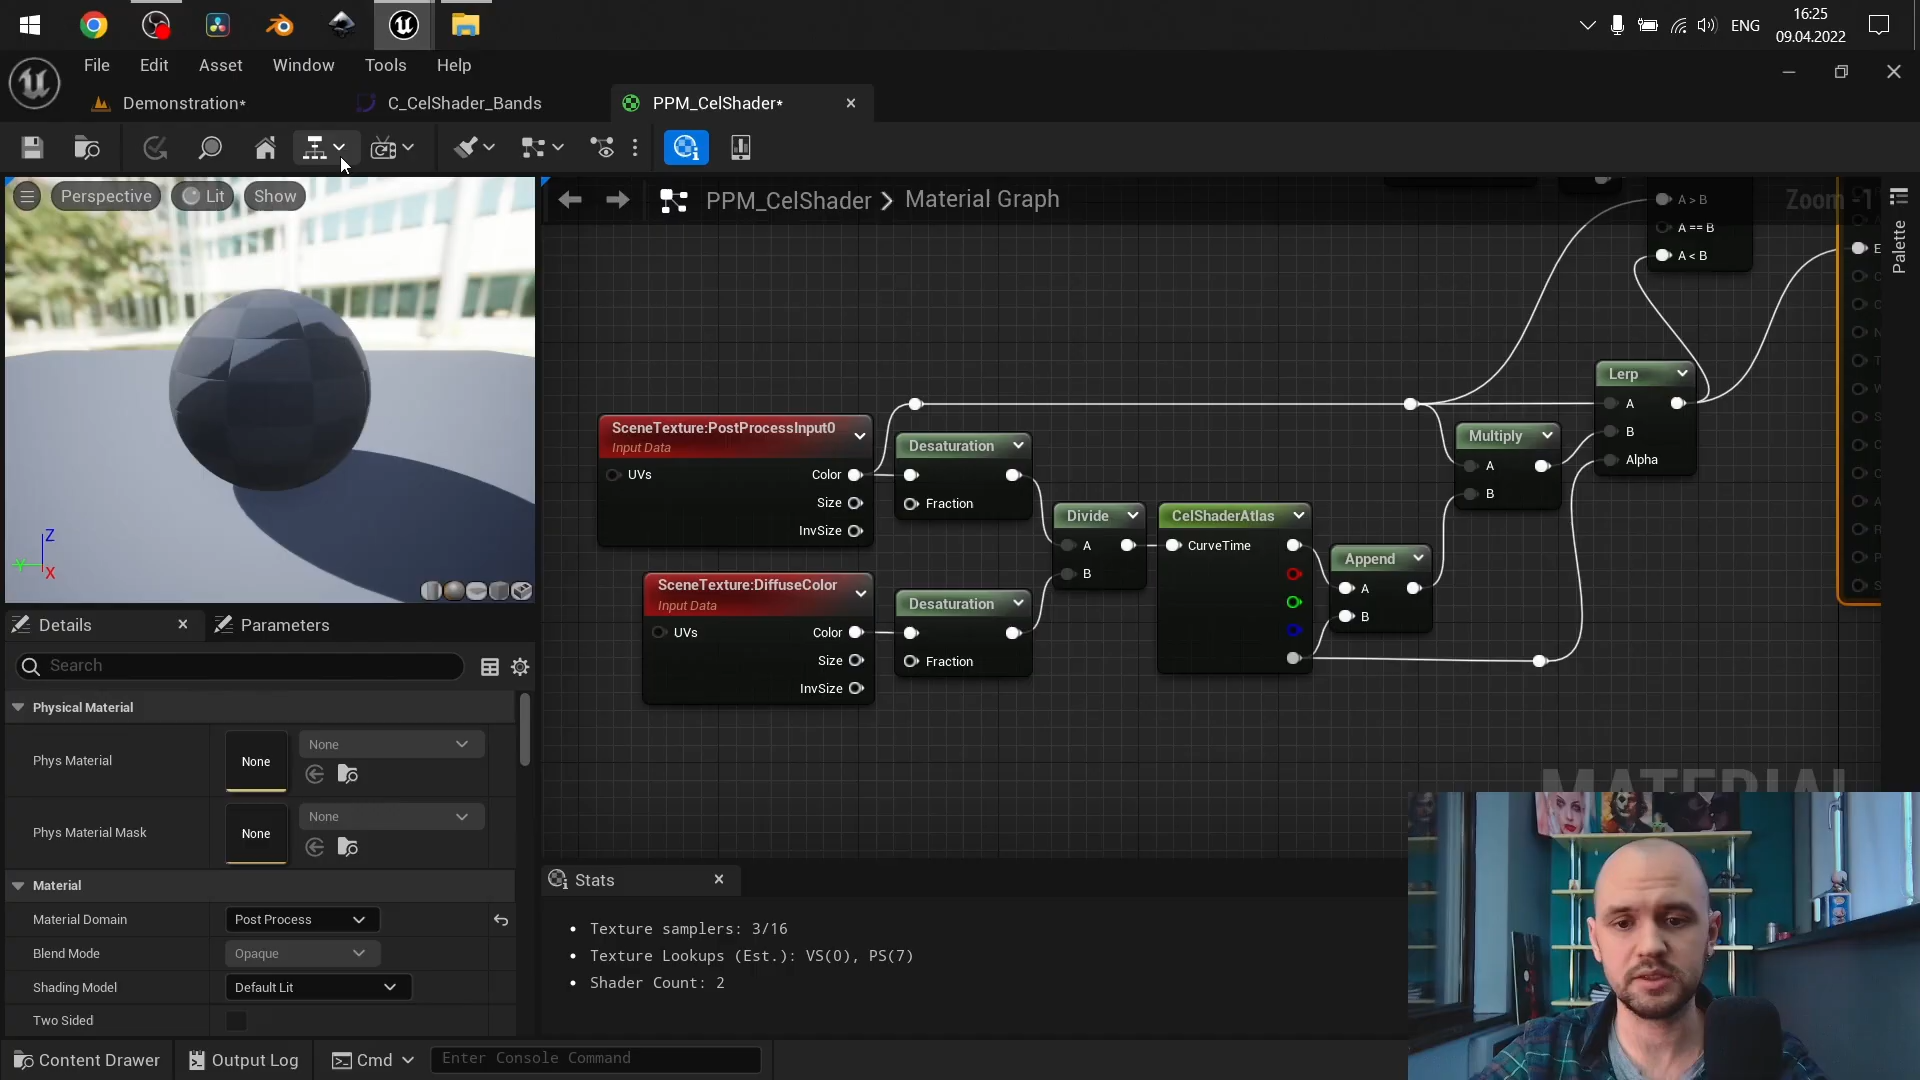 ENG
16:25
09.04.2022
File Edit Asset Window Tools Help
Demonstration*
C_CelShader_Bands
PPM_CelShader*
Perspective
Lit
Show
PPM_CelShader > Material Graph
Zoom -1
Palette
A > B
A == B
A < B
Lerp
A
B
Alpha
Multiply
A
B
SceneTexture:PostProcessInput0
Input Data
UVs
Color
Size
InvSize
Desaturation
Fraction
Divide
A
B
CelShaderAtlas
CurveTime
Append
A
B
SceneTexture:DiffuseColor
Input Data
UVs
Color
Size
InvSize
Desaturation
Fraction
Z
Y
X
MATERIAL
Details
Parameters
Search
Physical Material
Phys Material
None
None
Phys Material Mask
None
None
Material
Material Domain
Post Process
Blend Mode
Opaque
Shading Model
Default Lit
Two Sided
Stats
• Texture samplers: 3/16
• Texture Lookups (Est.): VS(0), PS(7)
• Shader Count: 2
Content Drawer
Output Log
Cmd
Enter Console Command